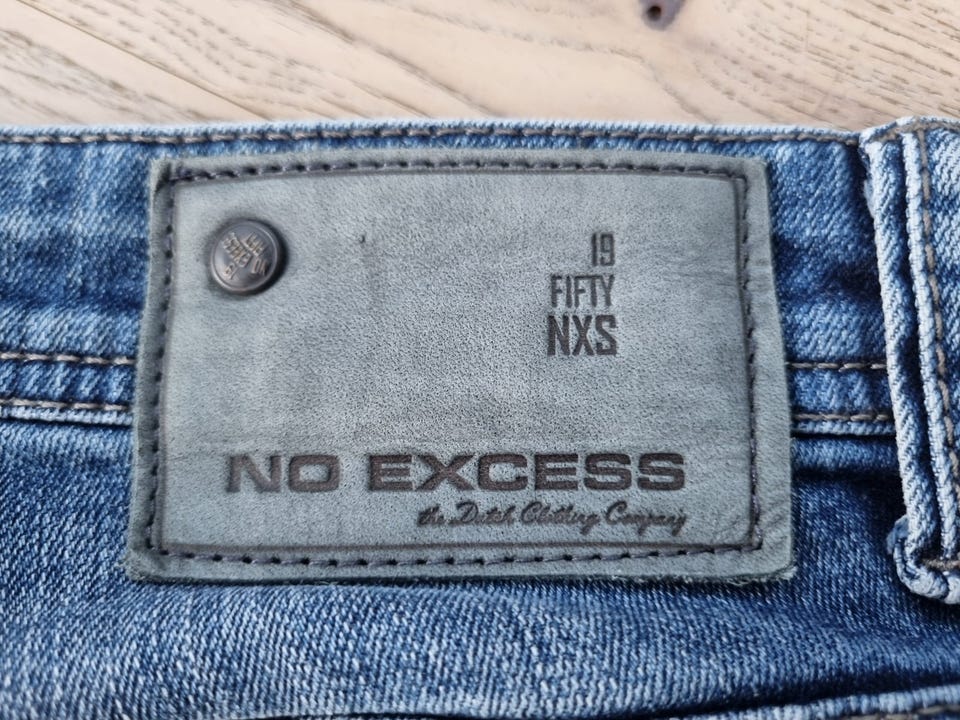 19
FIFTY
NXS
NO EXCESS
the Dutch Clothing Company